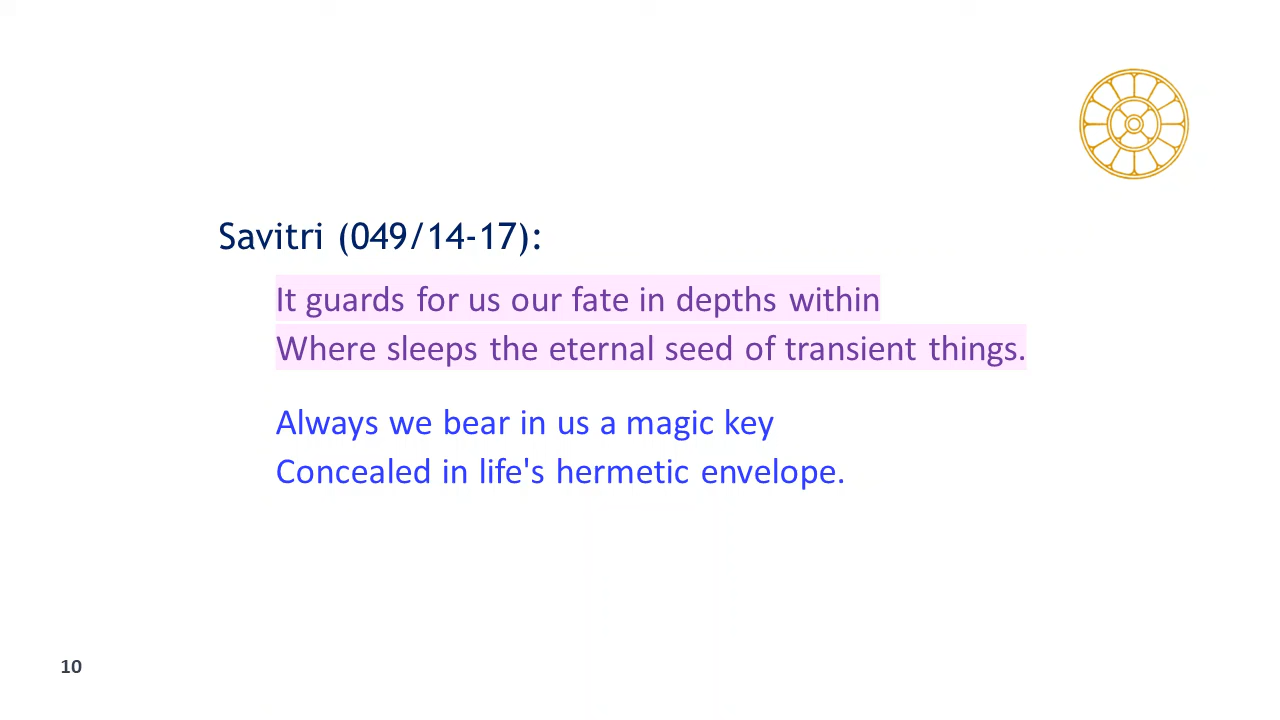 Savitri (049/14-17):
It guards for us our fate in depths within
Where sleeps the eternal seed of transient things.
Always we bear in us a magic key
Concealed in life's hermetic envelope.
10